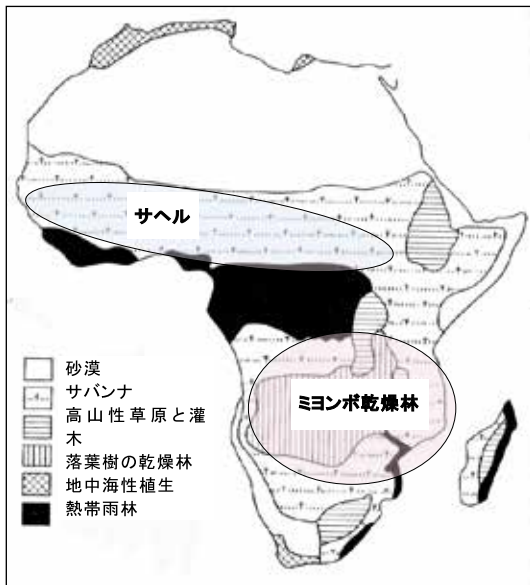 サヘル
ミヨンボ乾燥林
砂漠
サバンナ
高山性草原と灌
木
落葉樹の乾燥林
地中海性植生
熱帯雨林